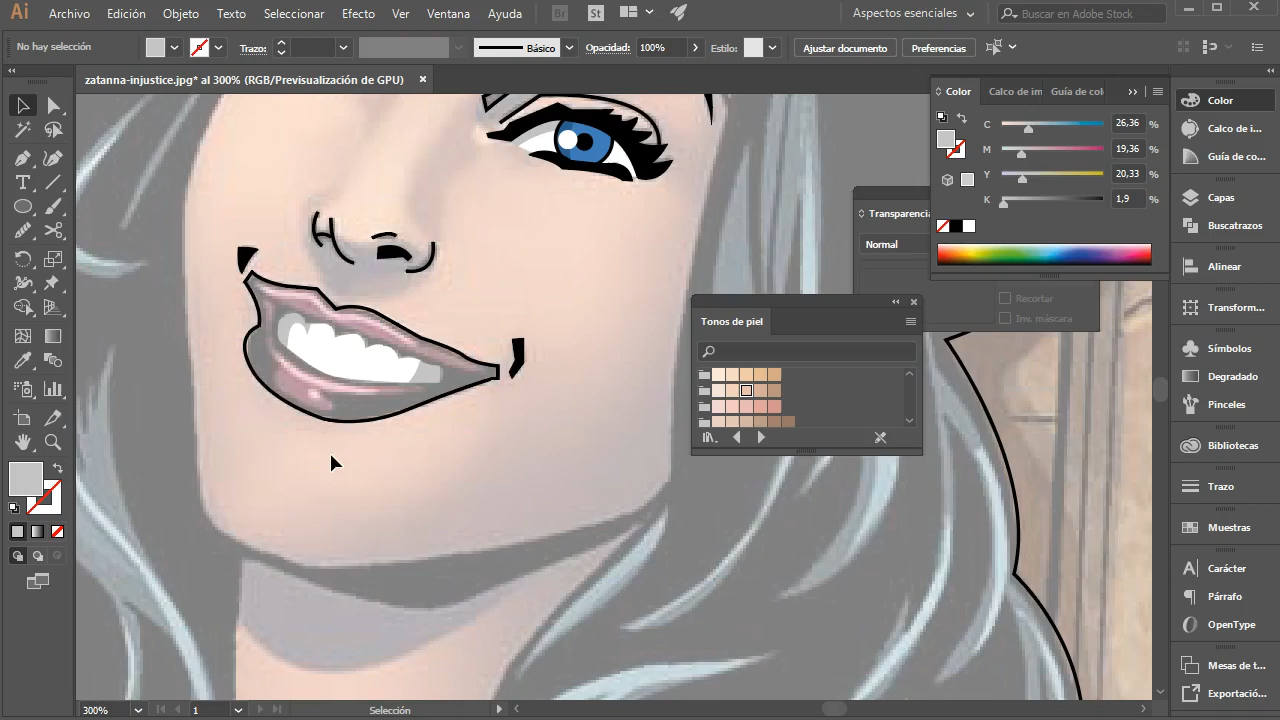 Ai Archivo Edición Objeto Texto Seleccionar Efecto Ver Ventana Ayuda Br St Aspectos esenciales Buscar en Adobe Stock
No hay selección Trazo: Básico Opacidad: 100% Estilo: Ajustar documento Preferencias
zatanna-injustice.jpg* al 300% (RGB/Previsualización de GPU) ×
Color Calco de im Guía de colo
C 26,36 %
M 19,36 %
Y 20,33 %
K 1,9 %
Transparencia
Normal
Recortar
Inv. máscara
Tonos de piel
Color
Calco de i...
Guía de co...
Capas
Buscatrazos
Alinear
Transform...
Degradado
Pinceles
Bibliotecas
Trazo
Muestras
Carácter
Párrafo
OpenType
Mesas de t...
Exportació...
300% 1 Selección